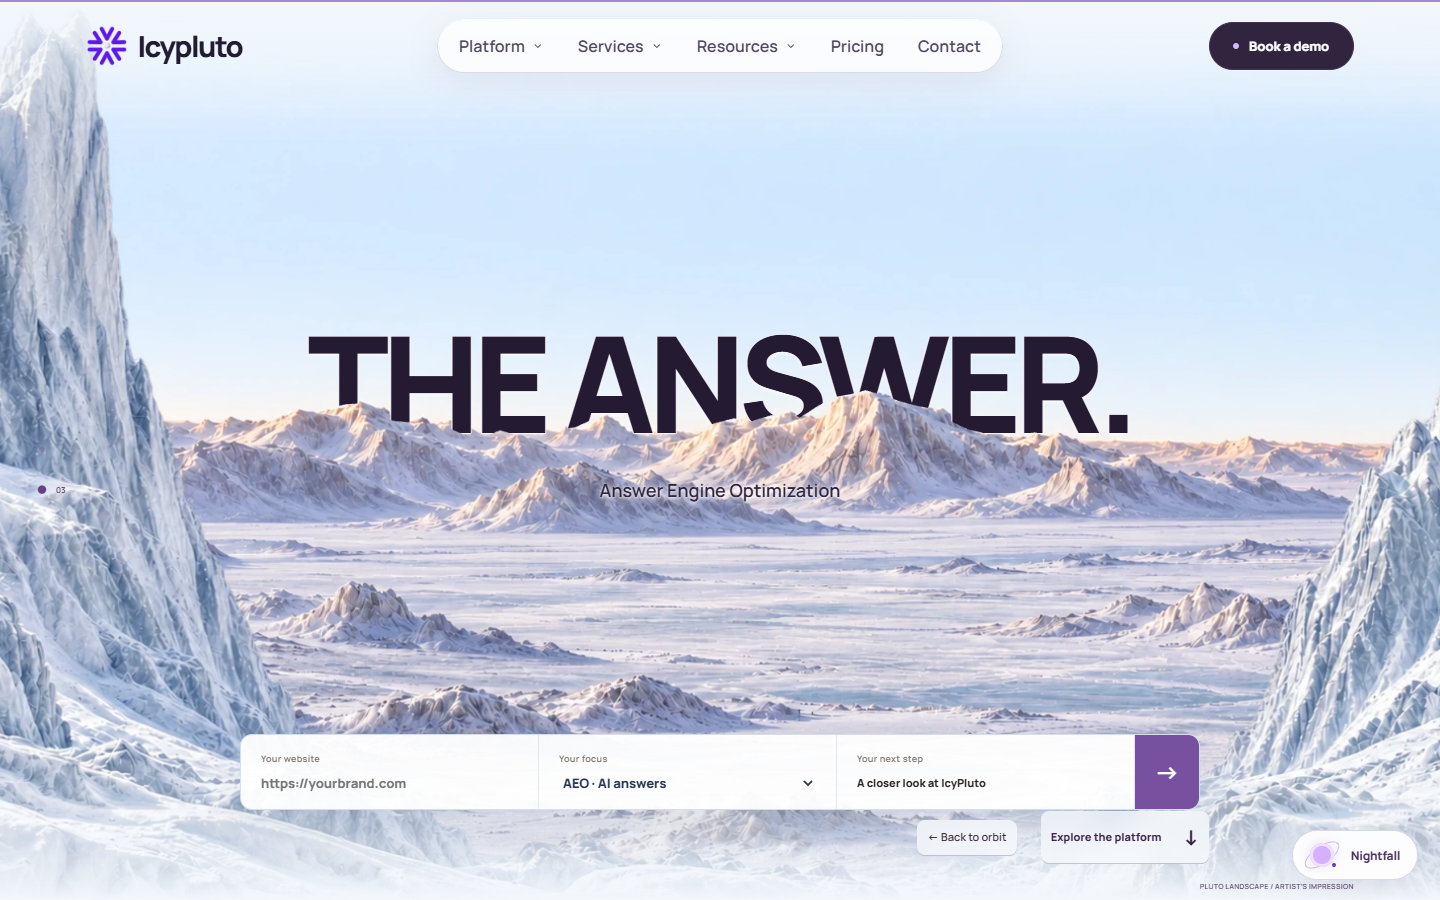 Icypluto
Platform Services Resources Pricing Contact
Book a demo
THE ANSWER.
03
Answer Engine Optimization
Your website
https://yourbrand.com
Your focus
AEO · AI answers
Your next step
A closer look at IcyPluto
→
← Back to orbit
Explore the platform ↓
Nightfall
PLUTO LANDSCAPE / ARTIST'S IMPRESSION